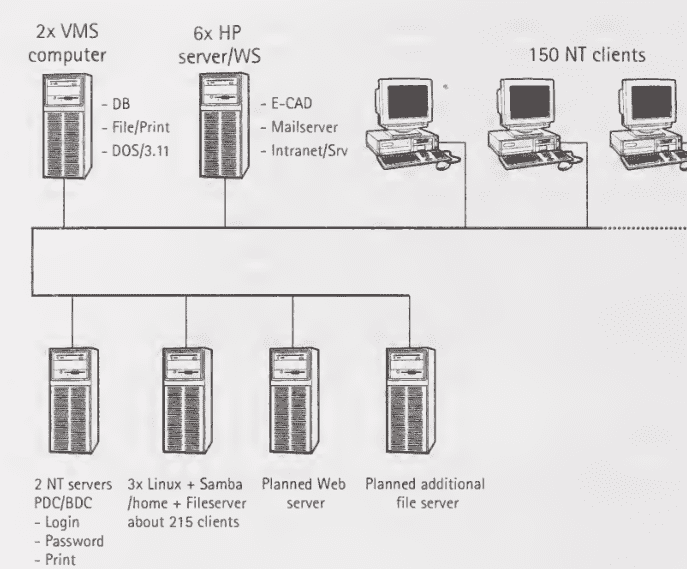 2x VMS
computer
- DB
- File/Print
- DOS/3.11
6x HP
server/WS
- E-CAD
- Mailserver
- Intranet/Srv
150 NT clients
2 NT servers
PDC/BDC
- Login
- Password
- Print
3x Linux + Samba
/home + Fileserver
about 215 clients
Planned Web
server
Planned additional
file server